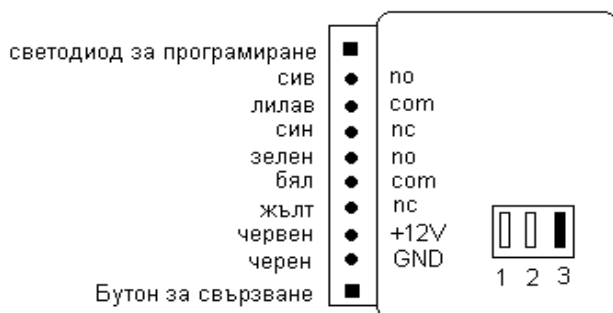 светодиод за програмиране
сив no
лилав com
син nc
зелен no
бял com
жълт nc
червен +12V
черен GND
Бутон за свързване
1 2 3